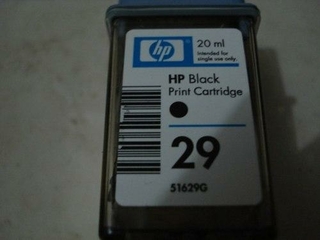 hp
20 ml
Intended for
single use only
HP Black
Print Cartridge
29
51629G